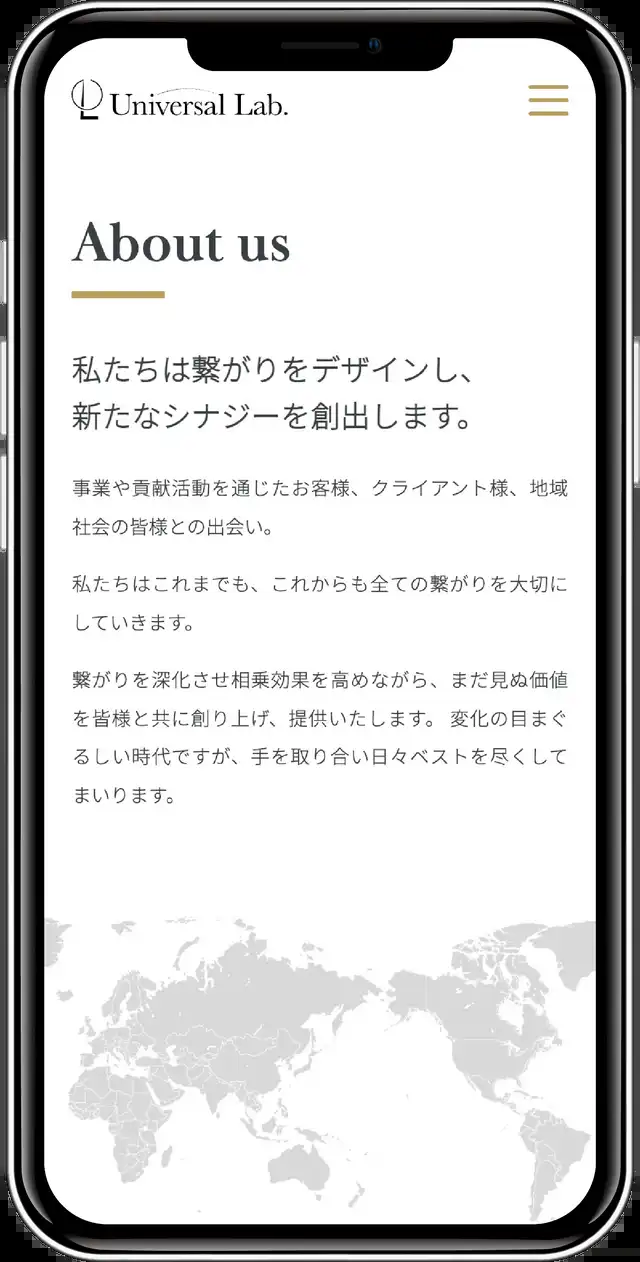 Universal Lab.
About us
私たちは繋がりをデザインし、
新たなシナジーを創出します。
事業や貢献活動を通じたお客様、クライアント様、地域
社会の皆様との出会い。
私たちはこれまでも、これからも全ての繋がりを大切に
していきます。
繋がりを深化させ相乗効果を高めながら、まだ見ぬ価値
を皆様と共に創り上げ、提供いたします。 変化の目まぐ
るしい時代ですが、手を取り合い日々ベストを尽くして
まいります。